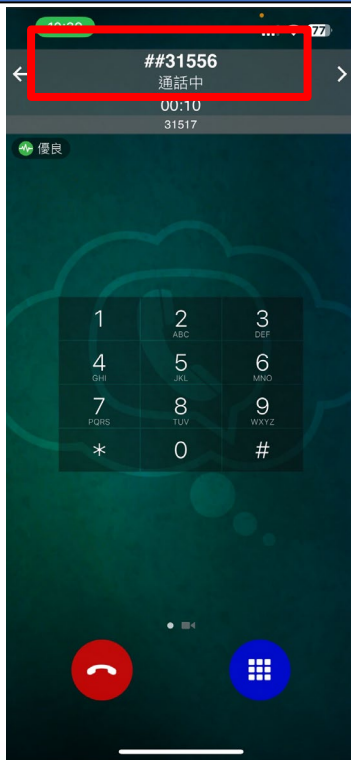 77
##31556
通話中
00:10
31517
優良
1
2
ABC
3
DEF
4
GHI
5
JKL
6
MNO
7
PQRS
8
TUV
9
WXYZ
*
0
#